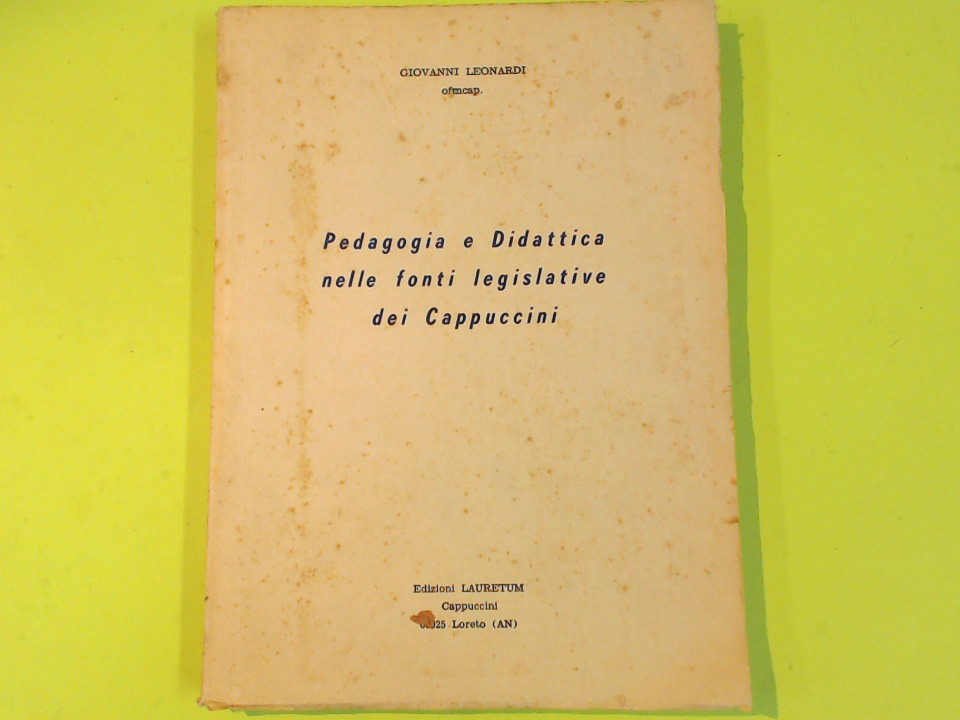 GIOVANNI LEONARDI
ofmcap.
Pedagogia e Didattica
nelle fonti legislative
dei Cappuccini
Edizioni LAURETUM
Cappuccini
Loreto (AN)